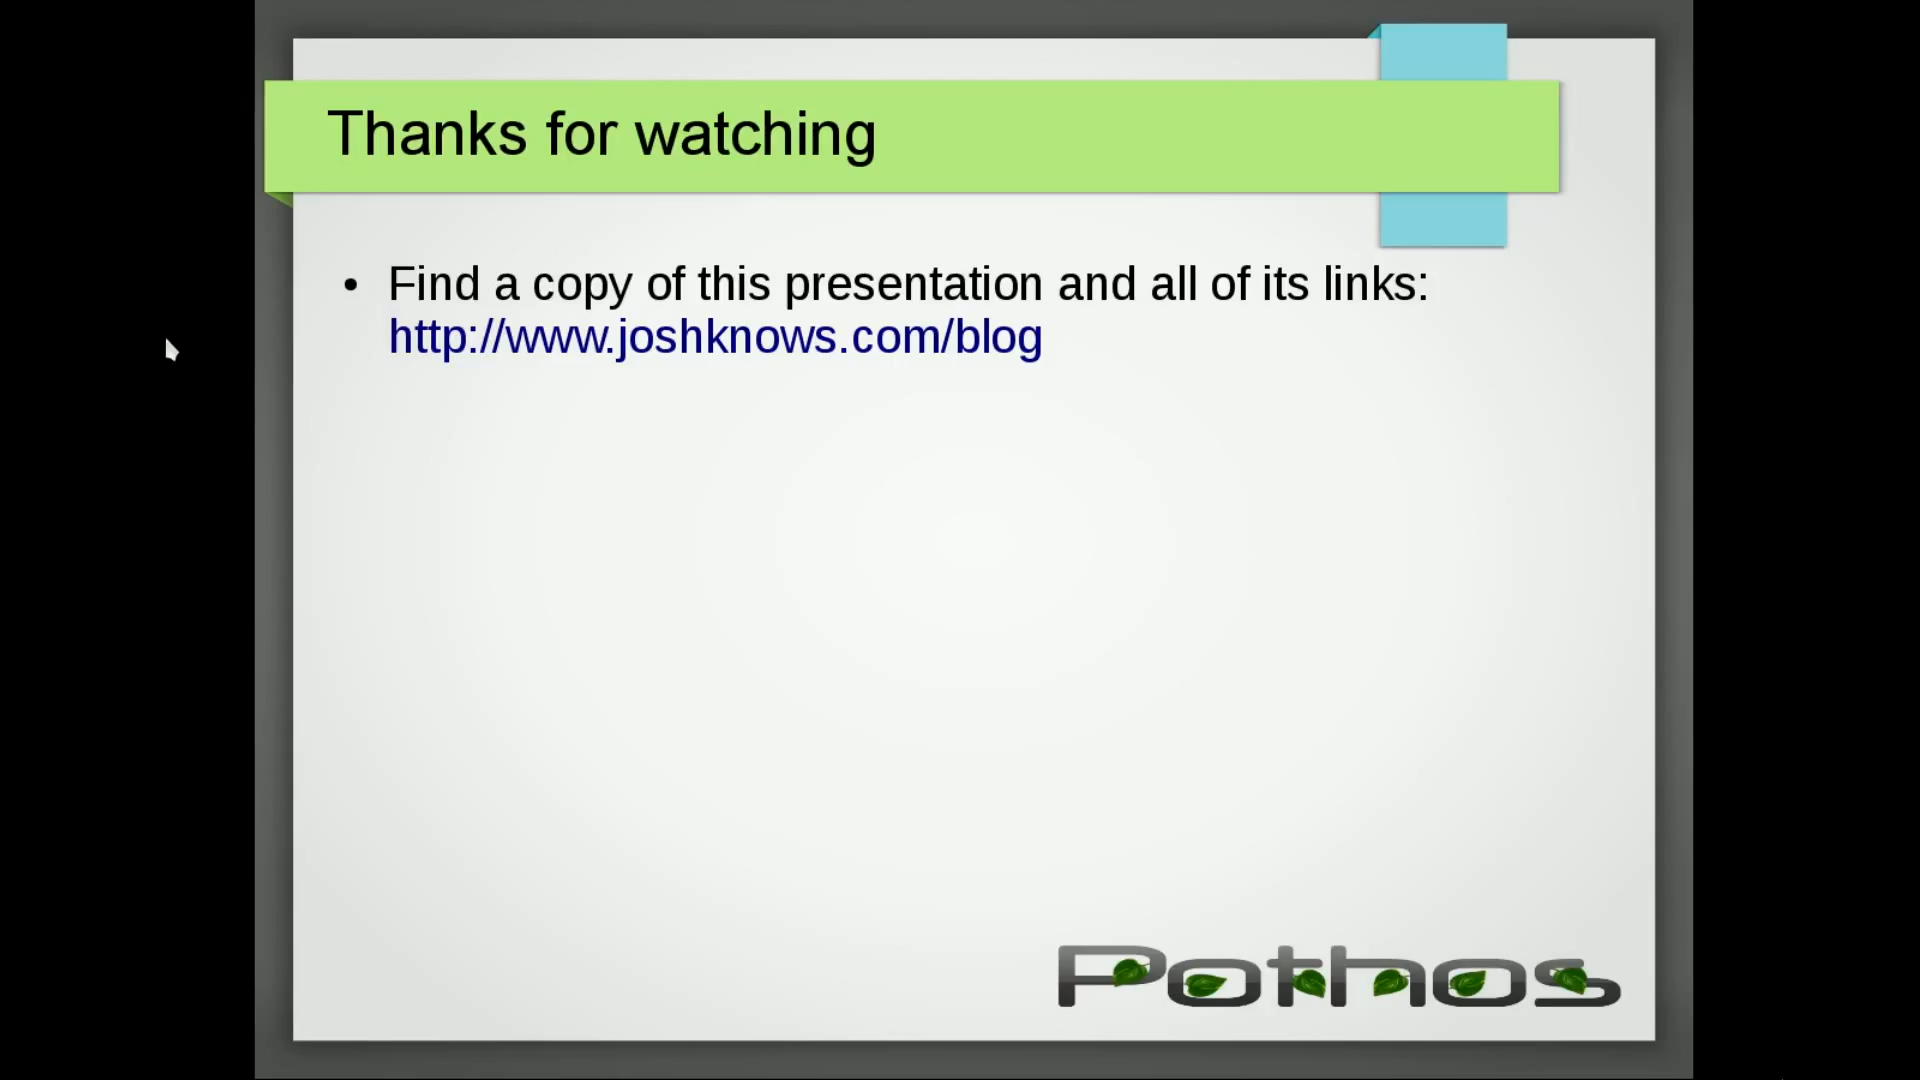 Thanks for watching
• Find a copy of this presentation and all of its links:
http://www.joshknows.com/blog
Pothos